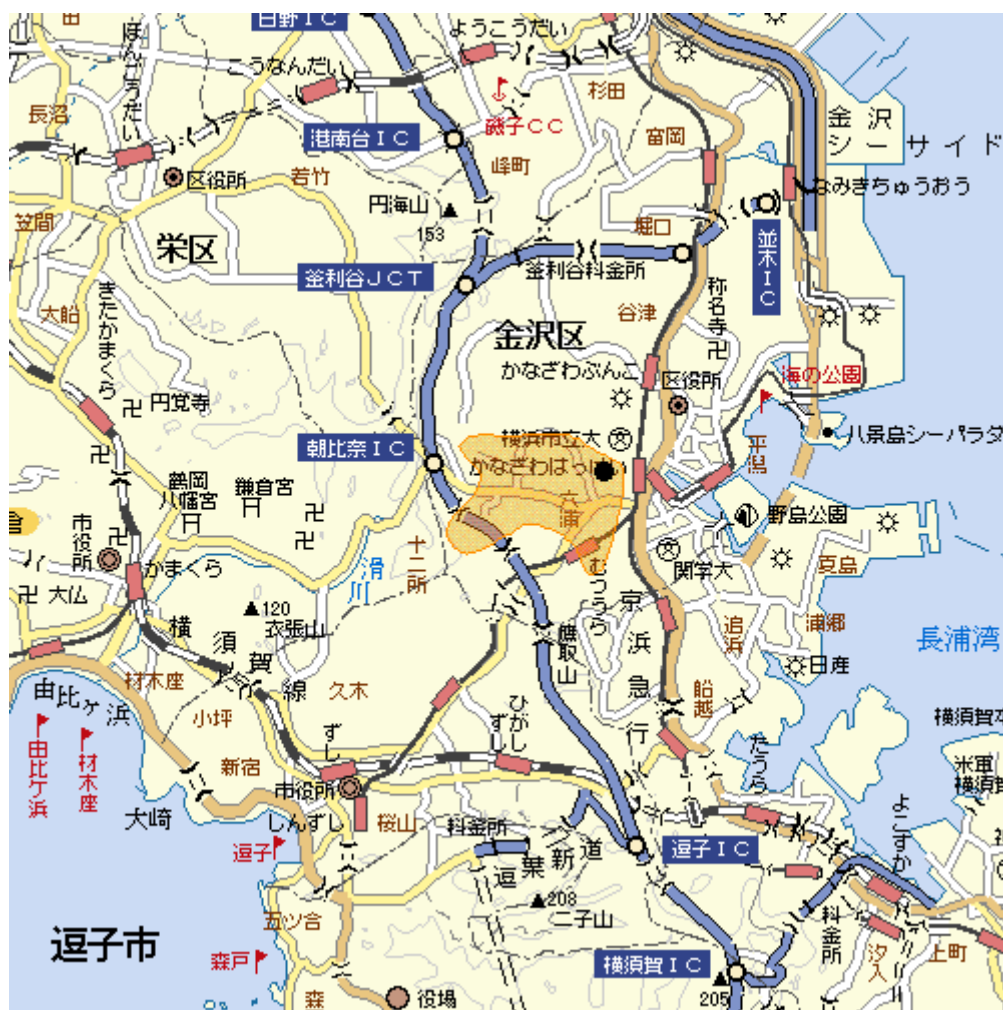 日野IC
ようこうだい
ほんごうだい
こうなんだい
杉田
長沼
磯子CC
港南台IC
富岡
金沢
シーサイド
峰町
区役所
若竹
なみきちゅうおう
円海山
153
笠間
堀口
栄区
並木IC
釜利谷料金所
釜利谷JCT
きたかまくら
大船
谷津
称名寺
金沢区
かなざわぶんこ
海の公園
区役所
円覚寺
横浜市立大
八景島シーパラダ
朝比奈IC
かなざわはっけい
平潟
鶴岡
八幡宮
鎌倉宮
六浦
野島公園
倉
市役所
十二所
関学大
夏島
かまくら
滑川
むつうら
大仏
120
衣張山
京浜急行
追浜
浦郷
長浦湾
横須賀線
鷹取山
日産
材木座
久木
船越
由比ヶ浜
小坪
ひがし
ずし
ずし
たうら
横須賀本
由比ケ浜
材木座
新宿
米軍
横須賀
市役所
大崎
しんずし
桜山
料金所
よこすか
逗子
逗葉新道
逗子IC
208
二子山
五ツ合
料金所
逗子市
汐入
上町
森戸
横須賀IC
205
森
役場